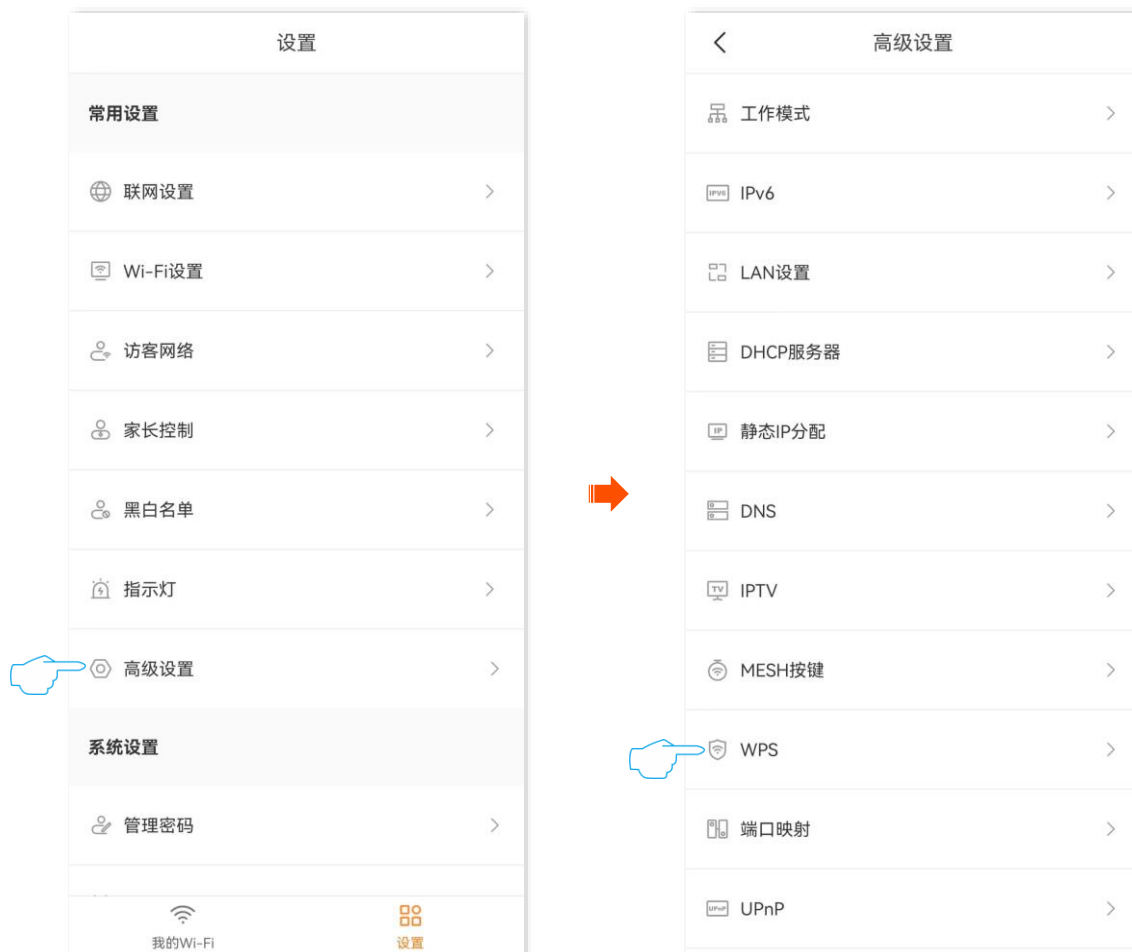 设置
常用设置
联网设置
Wi-Fi设置
访客网络
家长控制
黑白名单
指示灯
高级设置
系统设置
管理密码
我的Wi-Fi
设置
高级设置
工作模式
IPV6 IPv6
LAN设置
DHCP服务器
IP 静态IP分配
DNS
TV IPTV
MESH按键
WPS
端口映射
UPnP UPnP